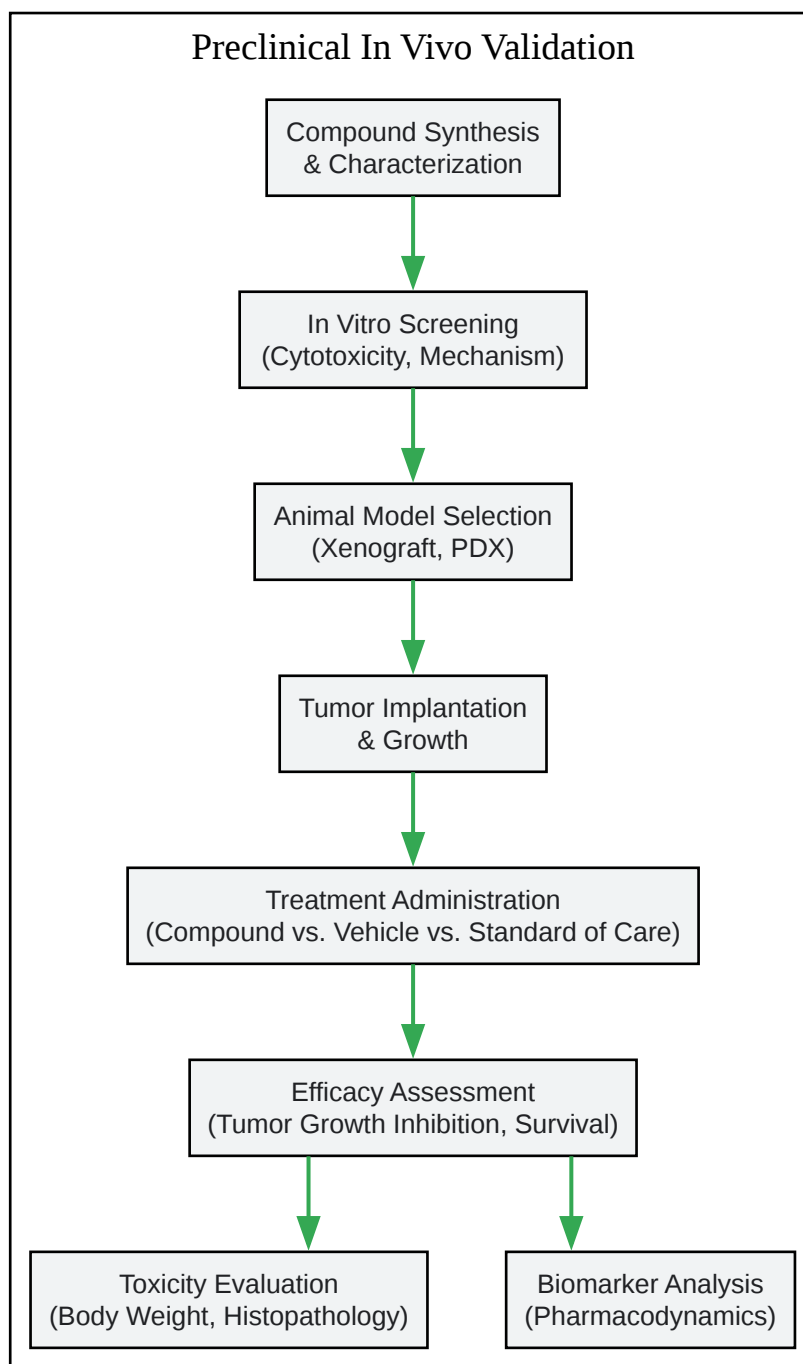 Preclinical In Vivo Validation
Compound Synthesis
& Characterization
In Vitro Screening
(Cytotoxicity, Mechanism)
Animal Model Selection
(Xenograft, PDX)
Tumor Implantation
& Growth
Treatment Administration
(Compound vs. Vehicle vs. Standard of Care)
Efficacy Assessment
(Tumor Growth Inhibition, Survival)
Toxicity Evaluation
(Body Weight, Histopathology)
Biomarker Analysis
(Pharmacodynamics)